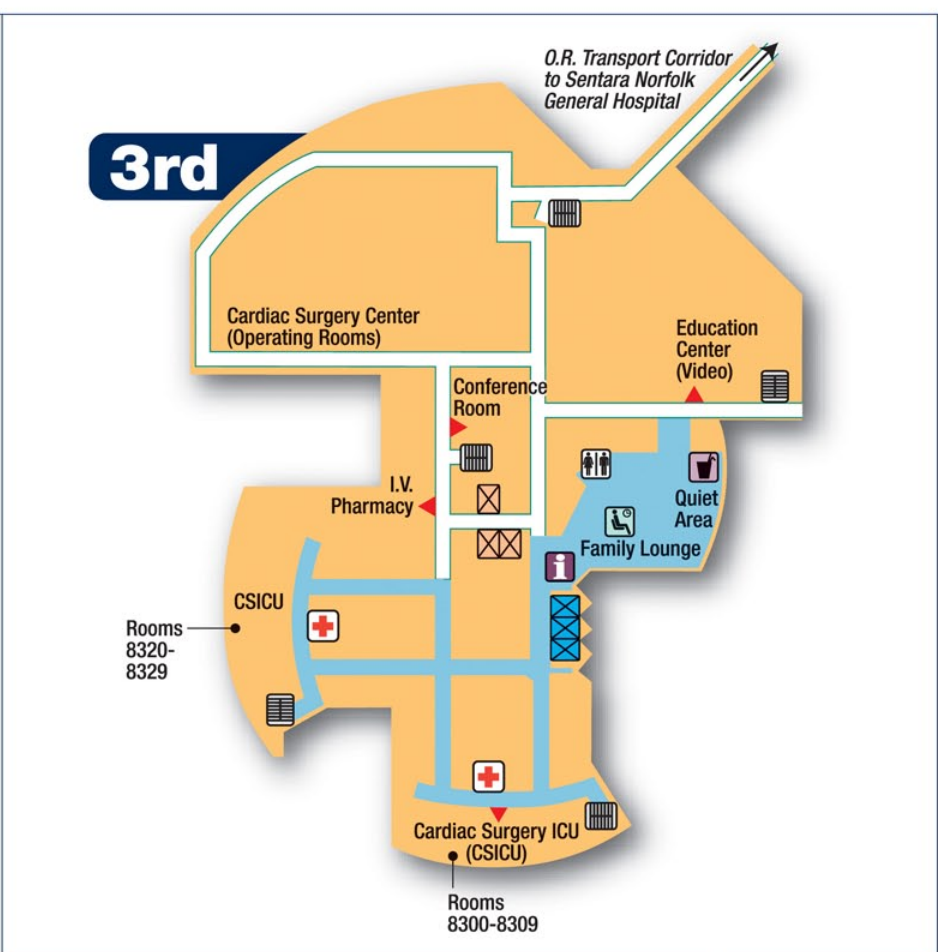 O.R. Transport Corridor
to Sentara Norfolk
General Hospital
3rd
Cardiac Surgery Center
(Operating Rooms)
Education
Center
(Video)
Conference
Room
I.V.
Pharmacy
Quiet
Area
Family Lounge
i
CSICU
Rooms
8320-
8329
Cardiac Surgery ICU
(CSICU)
Rooms
8300-8309